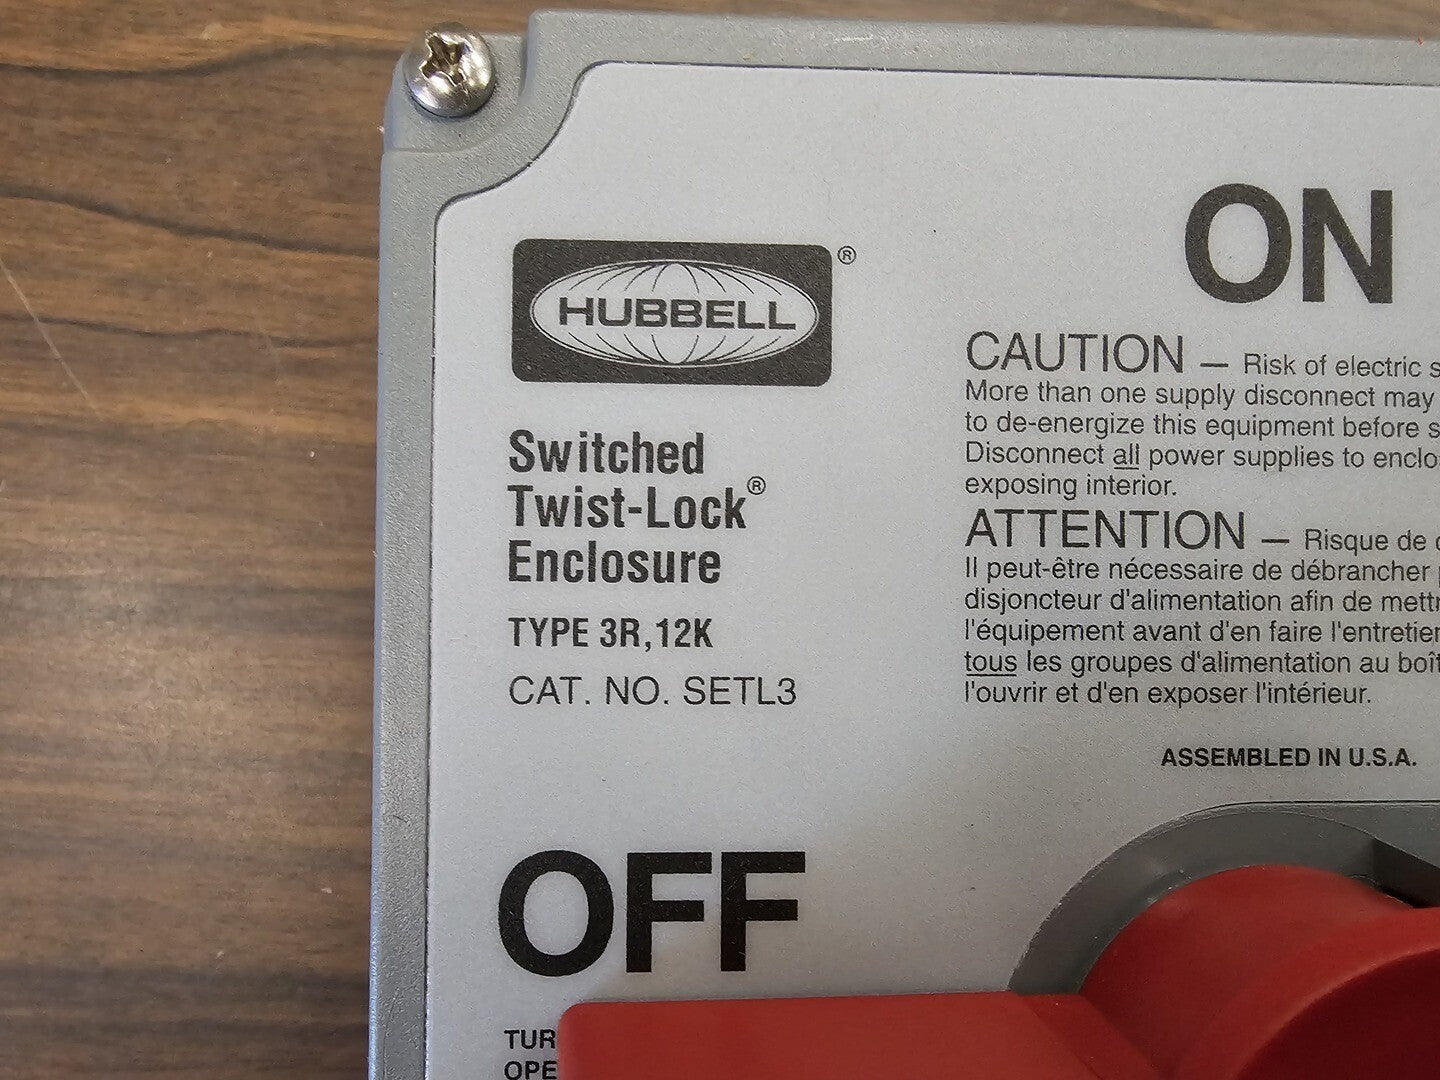 HUBBELL®
Switched
Twist-Lock®
Enclosure
TYPE 3R,12K
CAT. NO. SETL3
ON
CAUTION — Risk of electric
More than one supply disconnect may
to de-energize this equipment before
Disconnect all power supplies to
exposing interior.
ATTENTION — Risque de
Il peut-être nécessaire de débrancher
disjoncteur d'alimentation afin de
l'équipement avant d'en faire l'entretien
tous les groupes d'alimentation au
l'ouvrir et d'en exposer l'intérieur.
ASSEMBLED IN U.S.A.
OFF